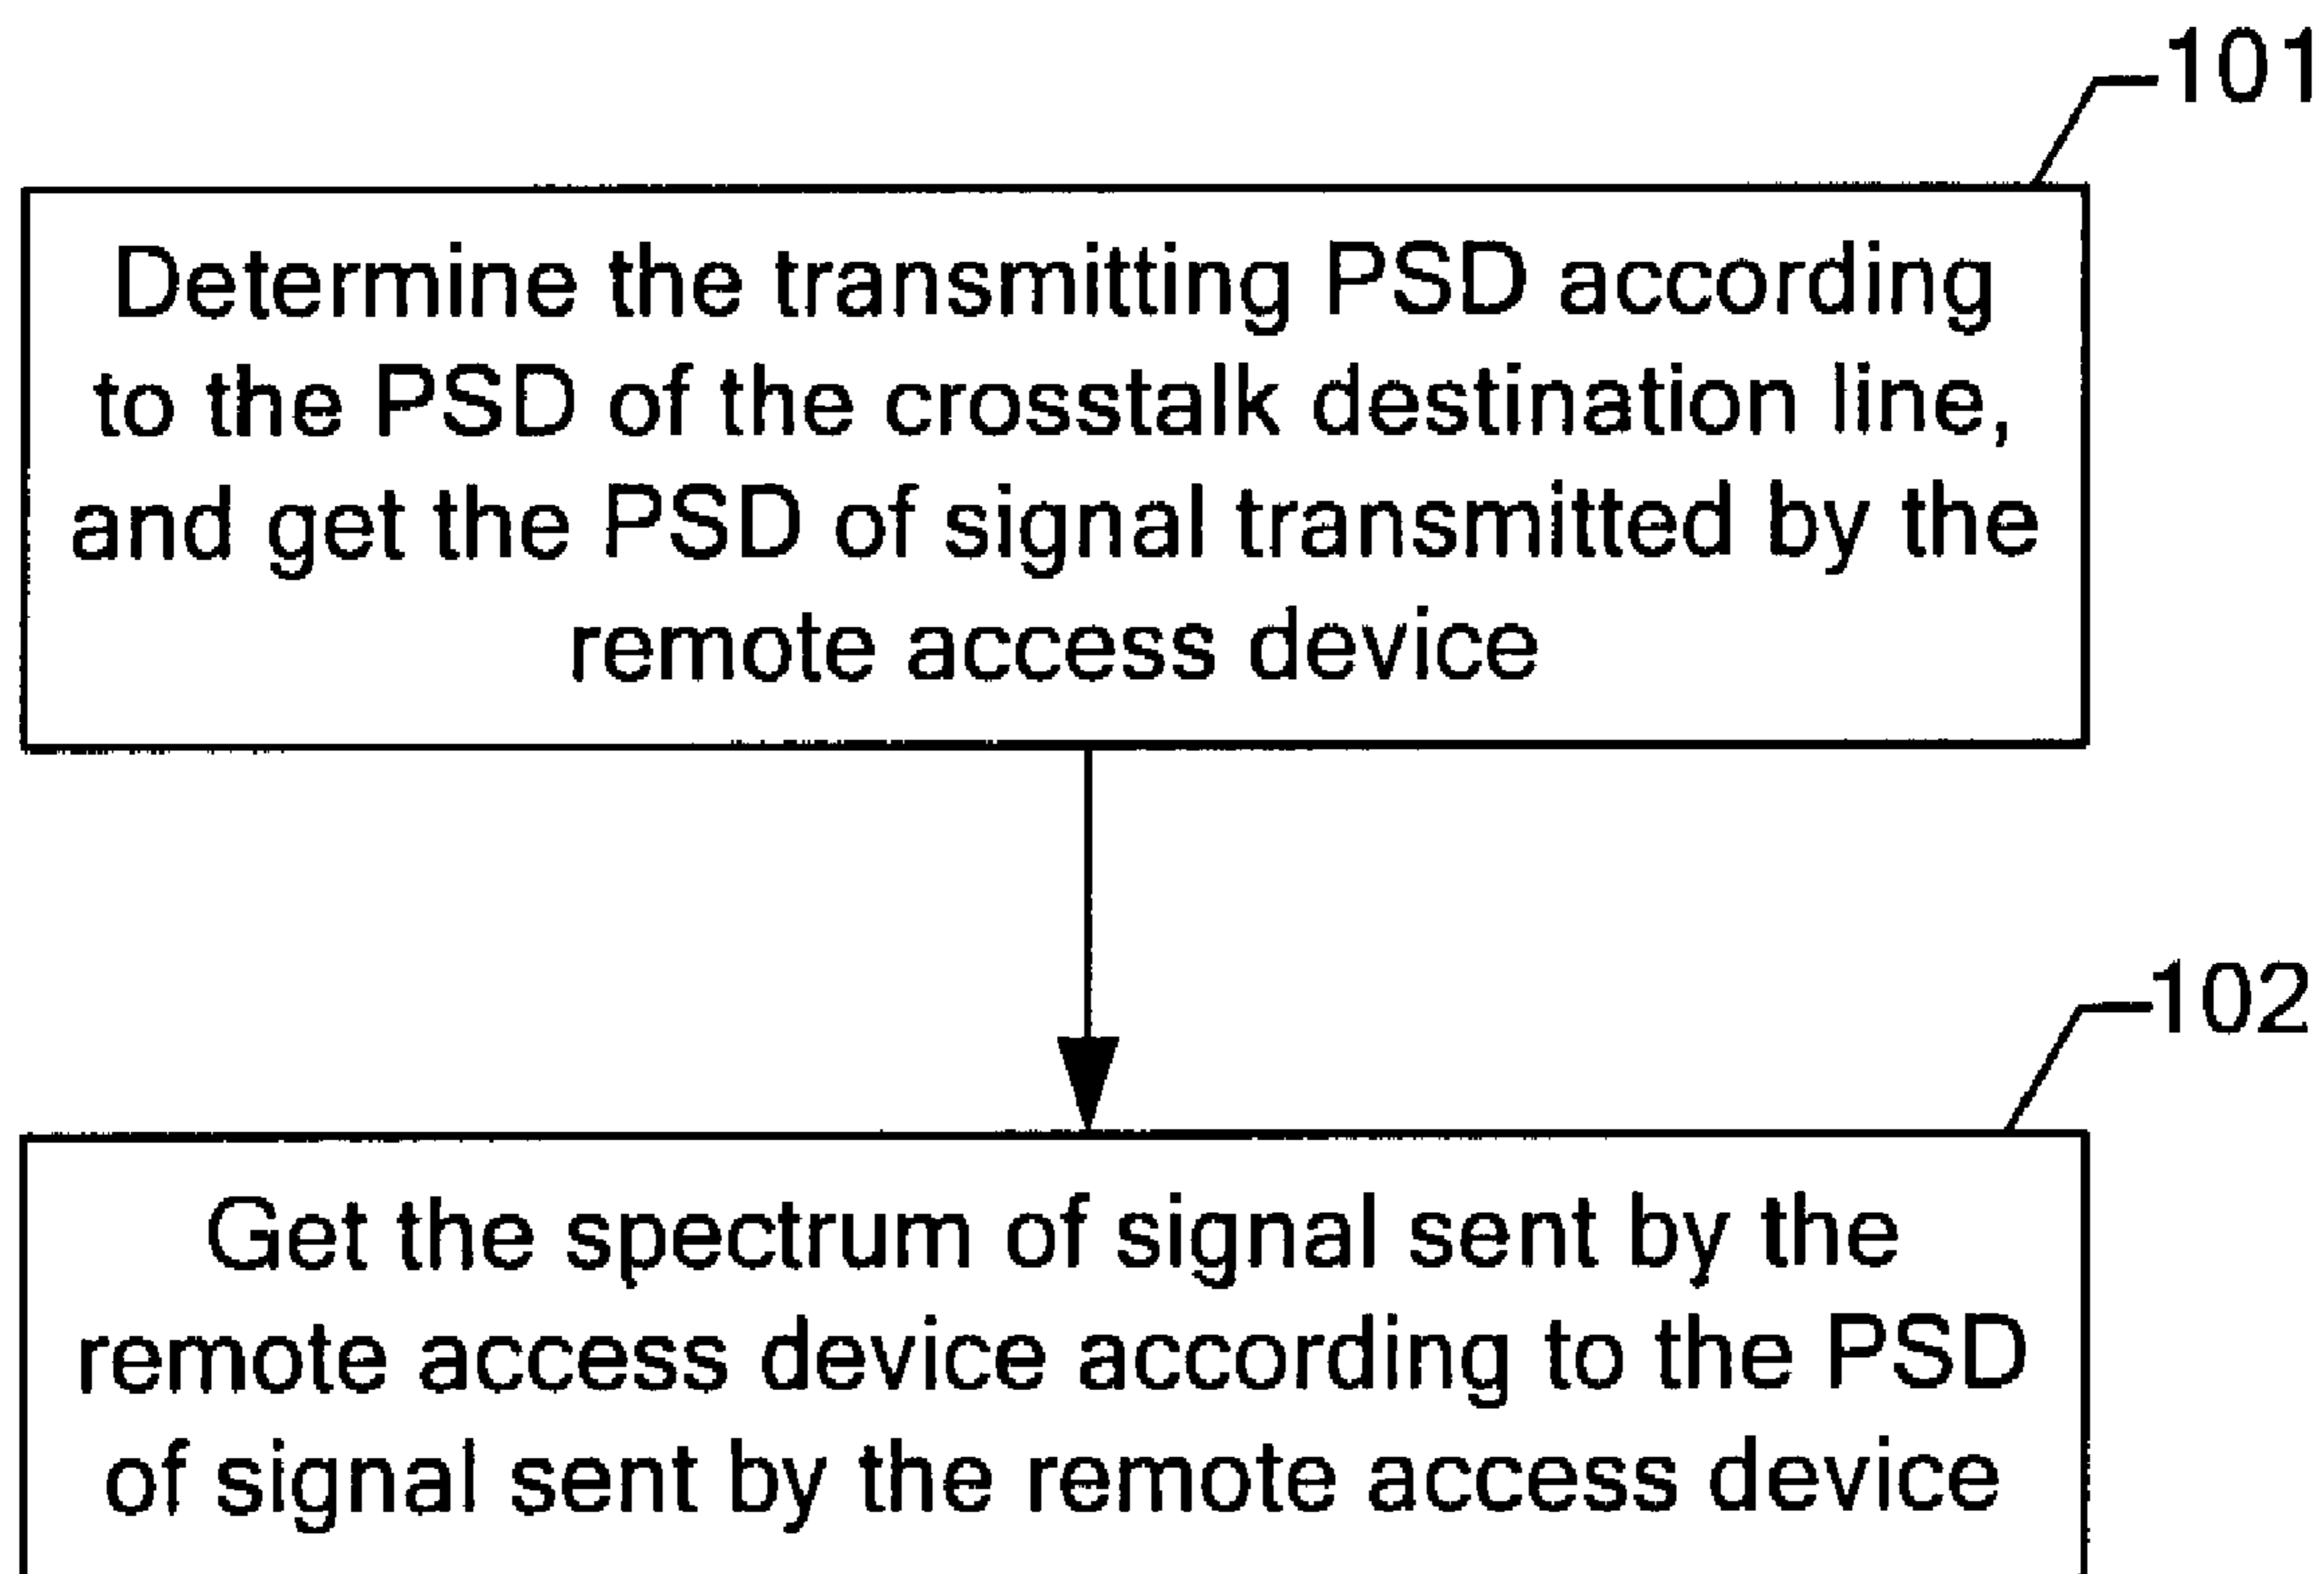 101
Determine the transmitting PSD according
to the PSD of the crosstalk destination line,
and get the PSD of signal transmitted by the
remote access device
102
Get the spectrum of signal sent by the
remote access device according to the PSD
of signal sent by the remote access device